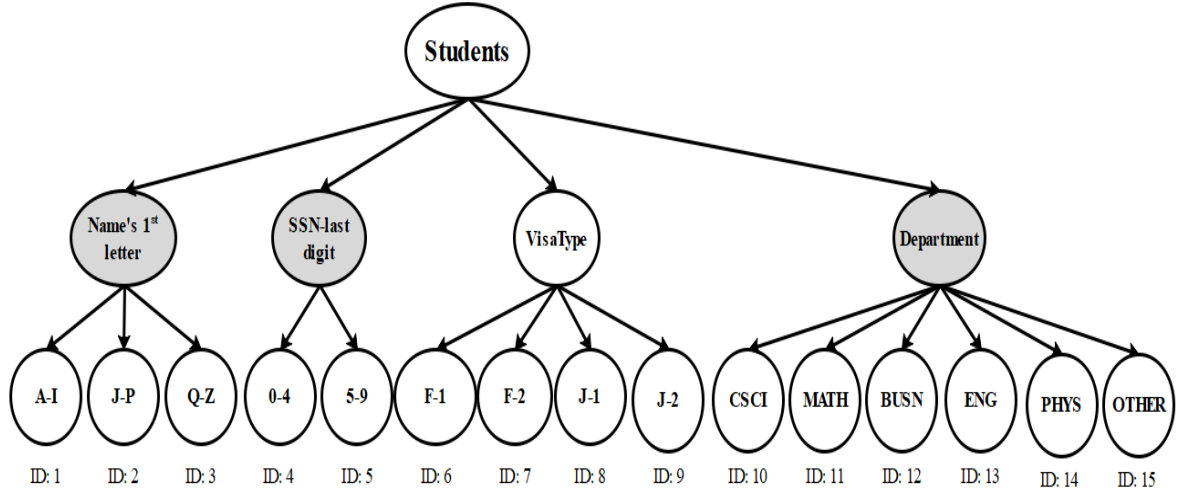 Students
Name's 1st
letter
SSN-last
digit
VisaType
Department
A-I
J-P
Q-Z
0-4
5-9
F-1
F-2
J-1
J-2
CSCI
MATH
BUSN
ENG
PHYS
OTHER
ID: 1
ID: 2
ID: 3
ID: 4
ID: 5
ID: 6
ID: 7
ID: 8
ID: 9
ID: 10
ID: 11
ID: 12
ID: 13
ID: 14
ID: 15